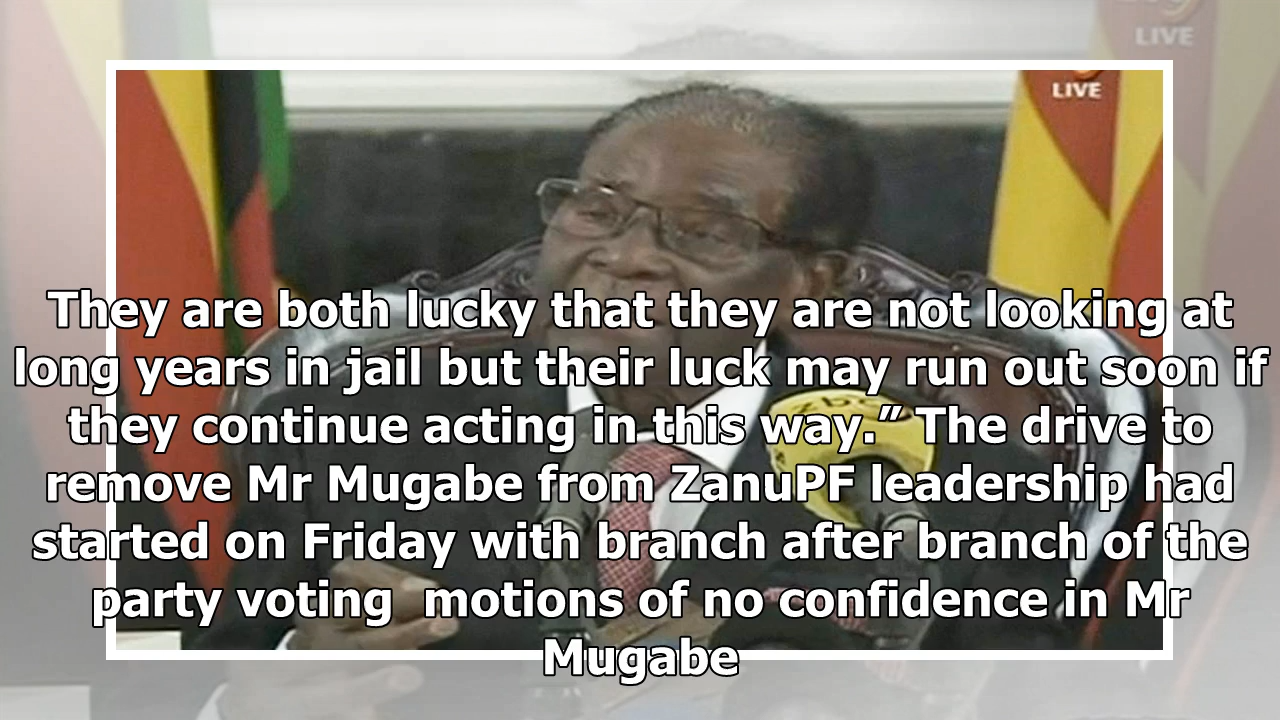 LIVE
LIVE
They are both lucky that they are not looking at
long years in jail but their luck may run out soon if
they continue acting in this way.” The drive to
remove Mr Mugabe from ZanuPF leadership had
started on Friday with branch after branch of the
party voting  motions of no confidence in Mr
Mugabe
zbc